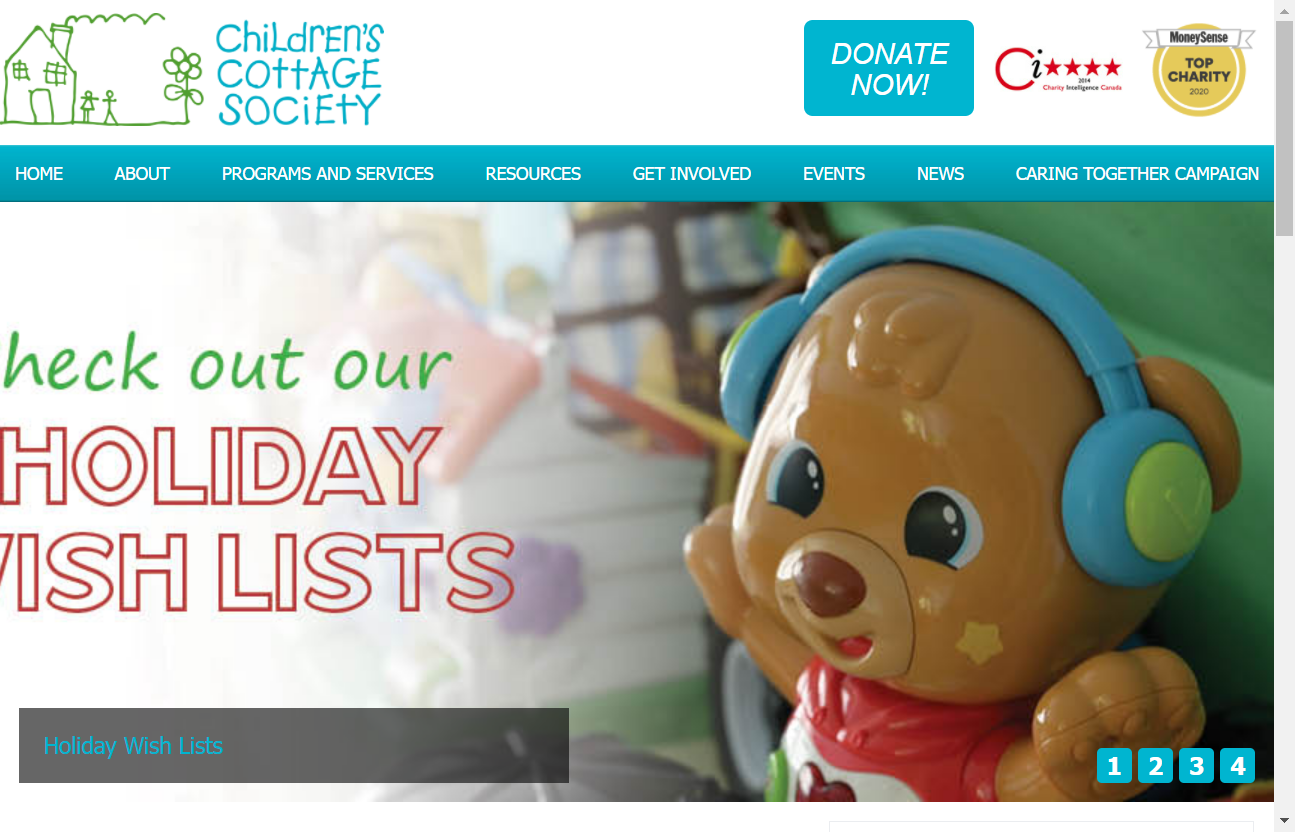 CHiLdREN'S
COttAGE
SOCiEtY
DONATE
NOW!
Ci
2014
Charity Intelligence Canada
MoneySense
TOP
CHARITY
2020
HOME
ABOUT
PROGRAMS AND SERVICES
RESOURCES
GET INVOLVED
EVENTS
NEWS
CARING TOGETHER CAMPAIGN
heck out our
HOLIDAY
WISH LISTS
Holiday Wish Lists
1 2 3 4